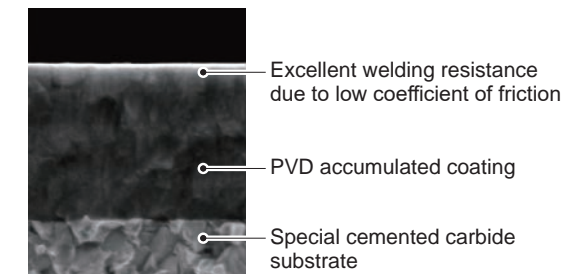 Excellent welding resistance
due to low coefficient of friction
PVD accumulated coating
Special cemented carbide
substrate